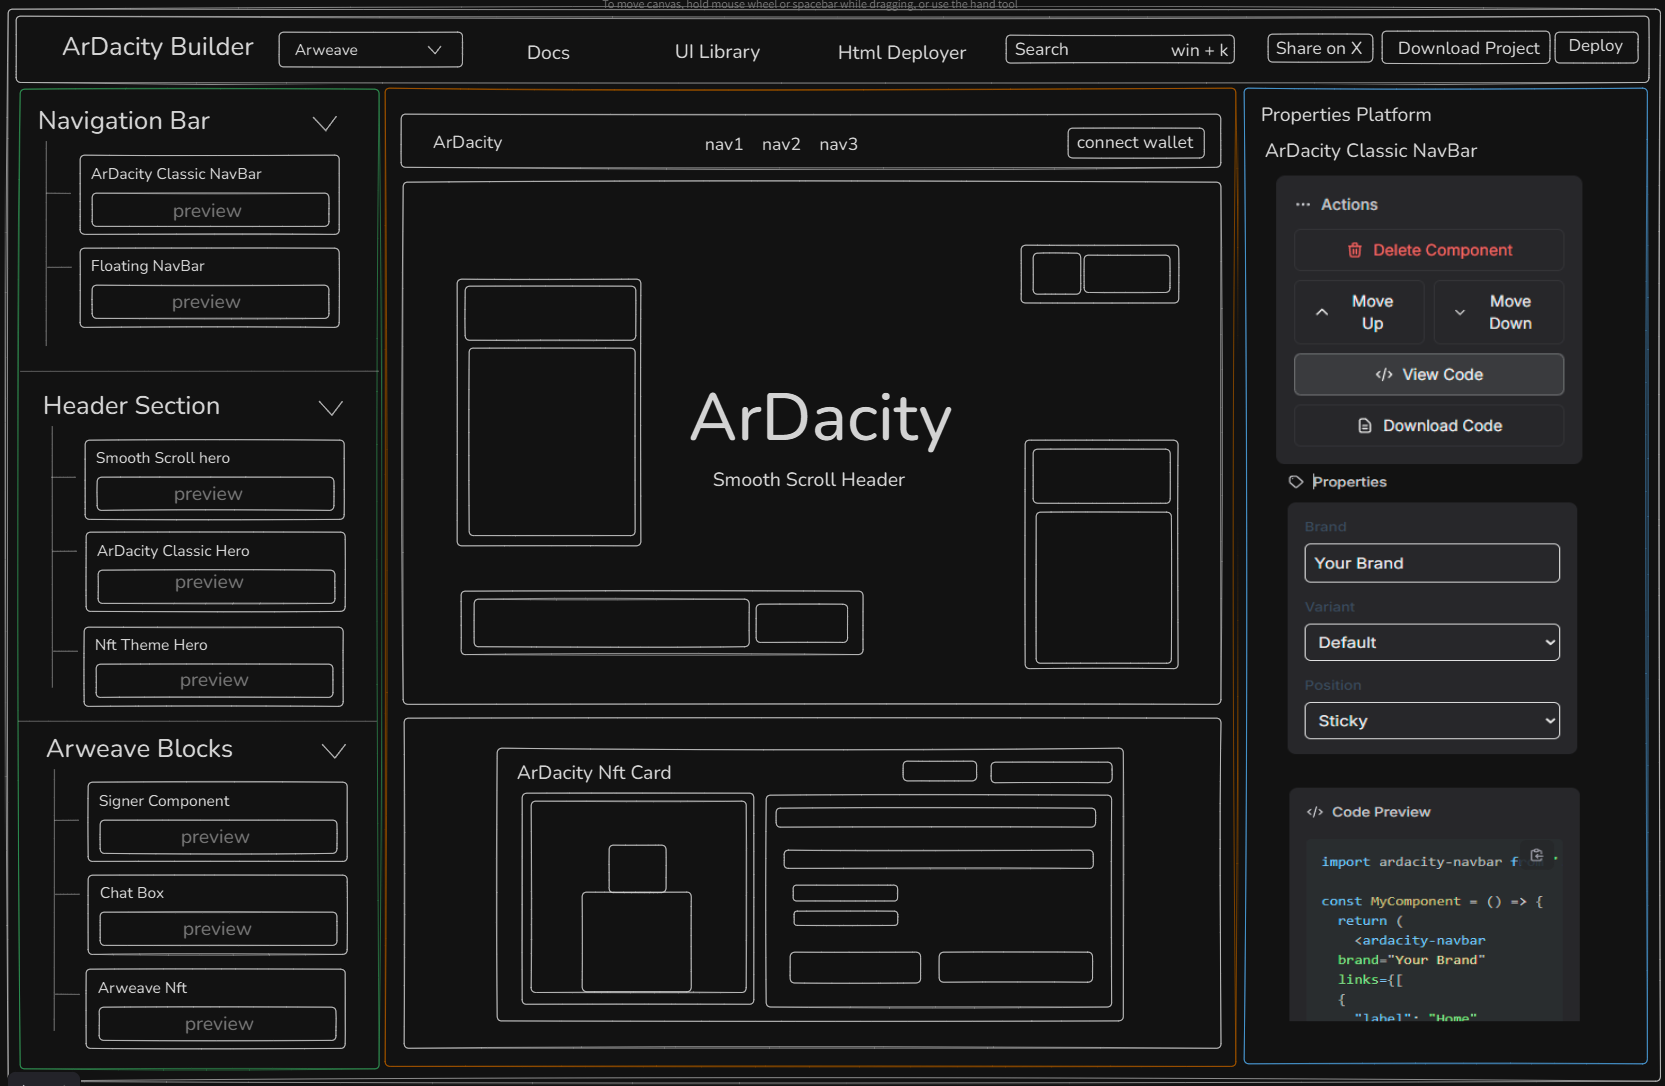 To move canvas, hold mouse wheel or spacebar while dragging, or use the hand tool
ArDacity Builder
Arweave
Docs
UI Library
Html Deployer
Search
win + k
Share on X
Download Project
Deploy
Navigation Bar
ArDacity Classic NavBar
preview
Floating NavBar
preview
Header Section
Smooth Scroll hero
preview
ArDacity Classic Hero
preview
Nft Theme Hero
preview
Arweave Blocks
Signer Component
preview
Chat Box
preview
Arweave Nft
preview
ArDacity
nav1
nav2
nav3
connect wallet
ArDacity
Smooth Scroll Header
ArDacity Nft Card
Properties Platform
ArDacity Classic NavBar
Actions
Delete Component
Move
Up
Move
Down
</> View Code
Download Code
Properties
Brand
Your Brand
Variant
Default
Position
Sticky
</> Code Preview
import ardacity-navbar f
const MyComponent = () => {
return (
<ardacity-navbar
brand="Your Brand"
links={[
{
"label": "Home"